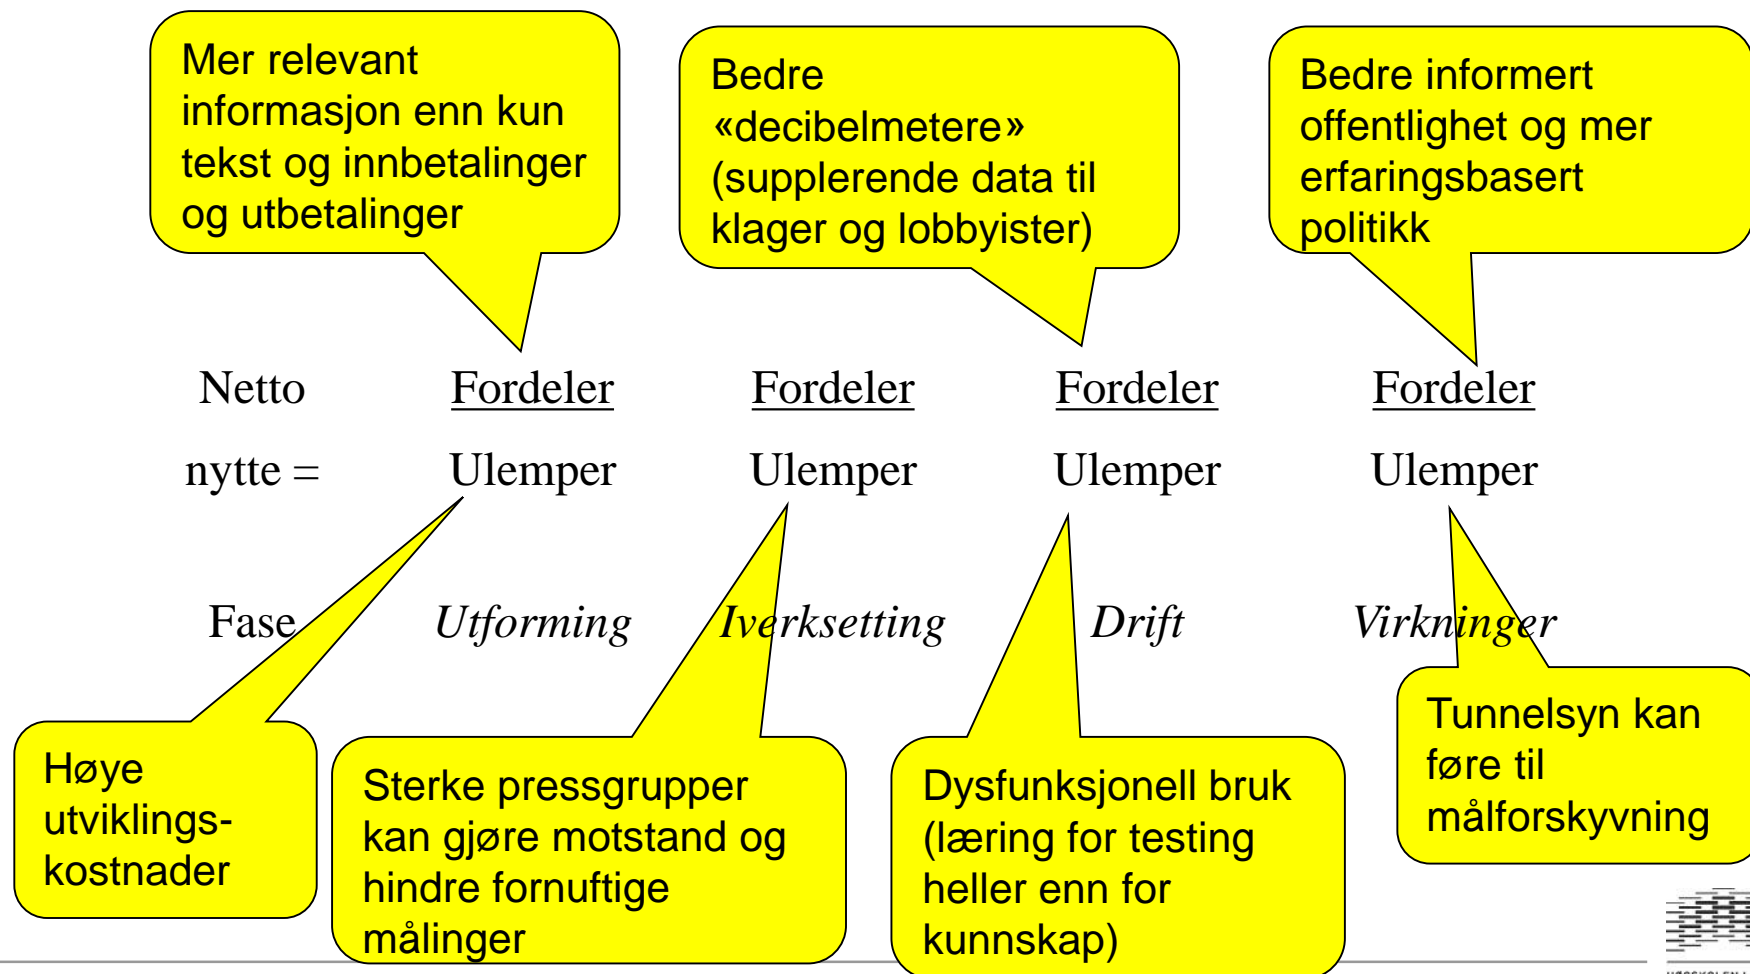 Mer relevant
informasjon enn kun
tekst og innbetalinger
og utbetalinger
Bedre
«decibelmetere»
(supplerende data til
klager og lobbyister)
Bedre informert
offentlighet og mer
erfaringsbasert
politikk
Netto Fordeler Fordeler Fordeler Fordeler
nytte = Ulemper Ulemper Ulemper Ulemper
Fase Utforming Iverksetting Drift Virkninger
Høye
utviklings-
kostnader
Sterke pressgrupper
kan gjøre motstand og
hindre fornuftige
målinger
Dysfunksjonell bruk
(læring for testing
heller enn for
kunnskap)
Tunnelsyn kan
føre til
målforskyvning